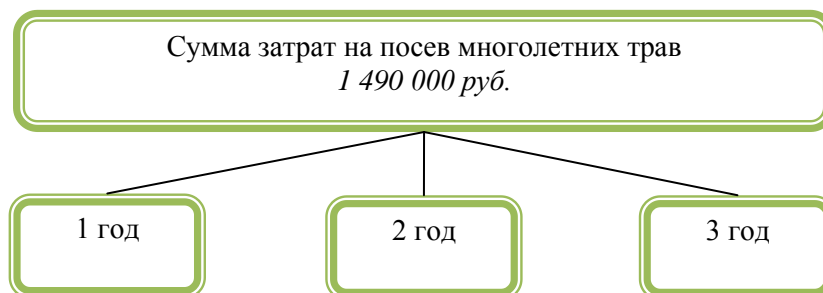 Сумма затрат на посев многолетних трав
1 490 000 руб.
1 год
2 год
3 год